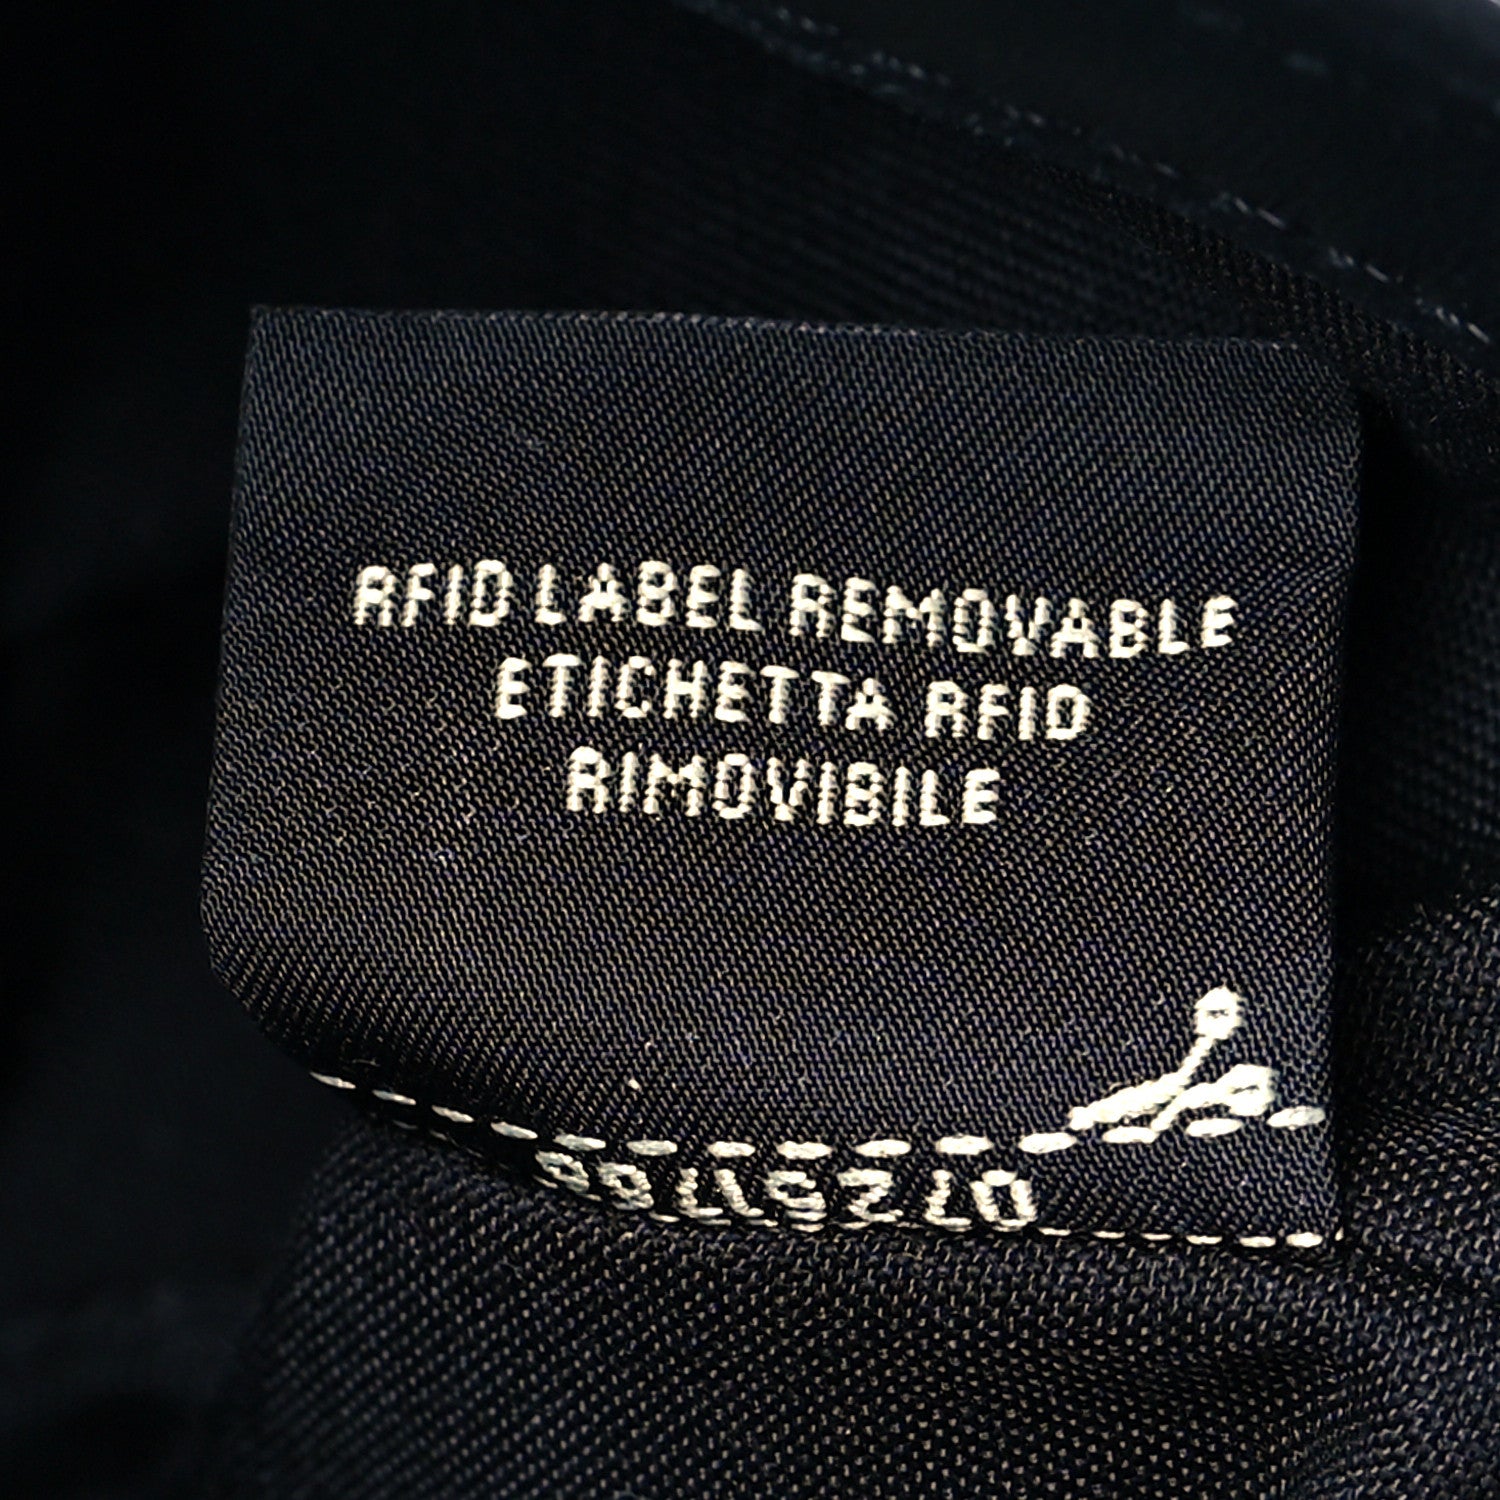 RFID LABEL REMOVABLE
ETICHETTA RFID
RIMOVIBILE